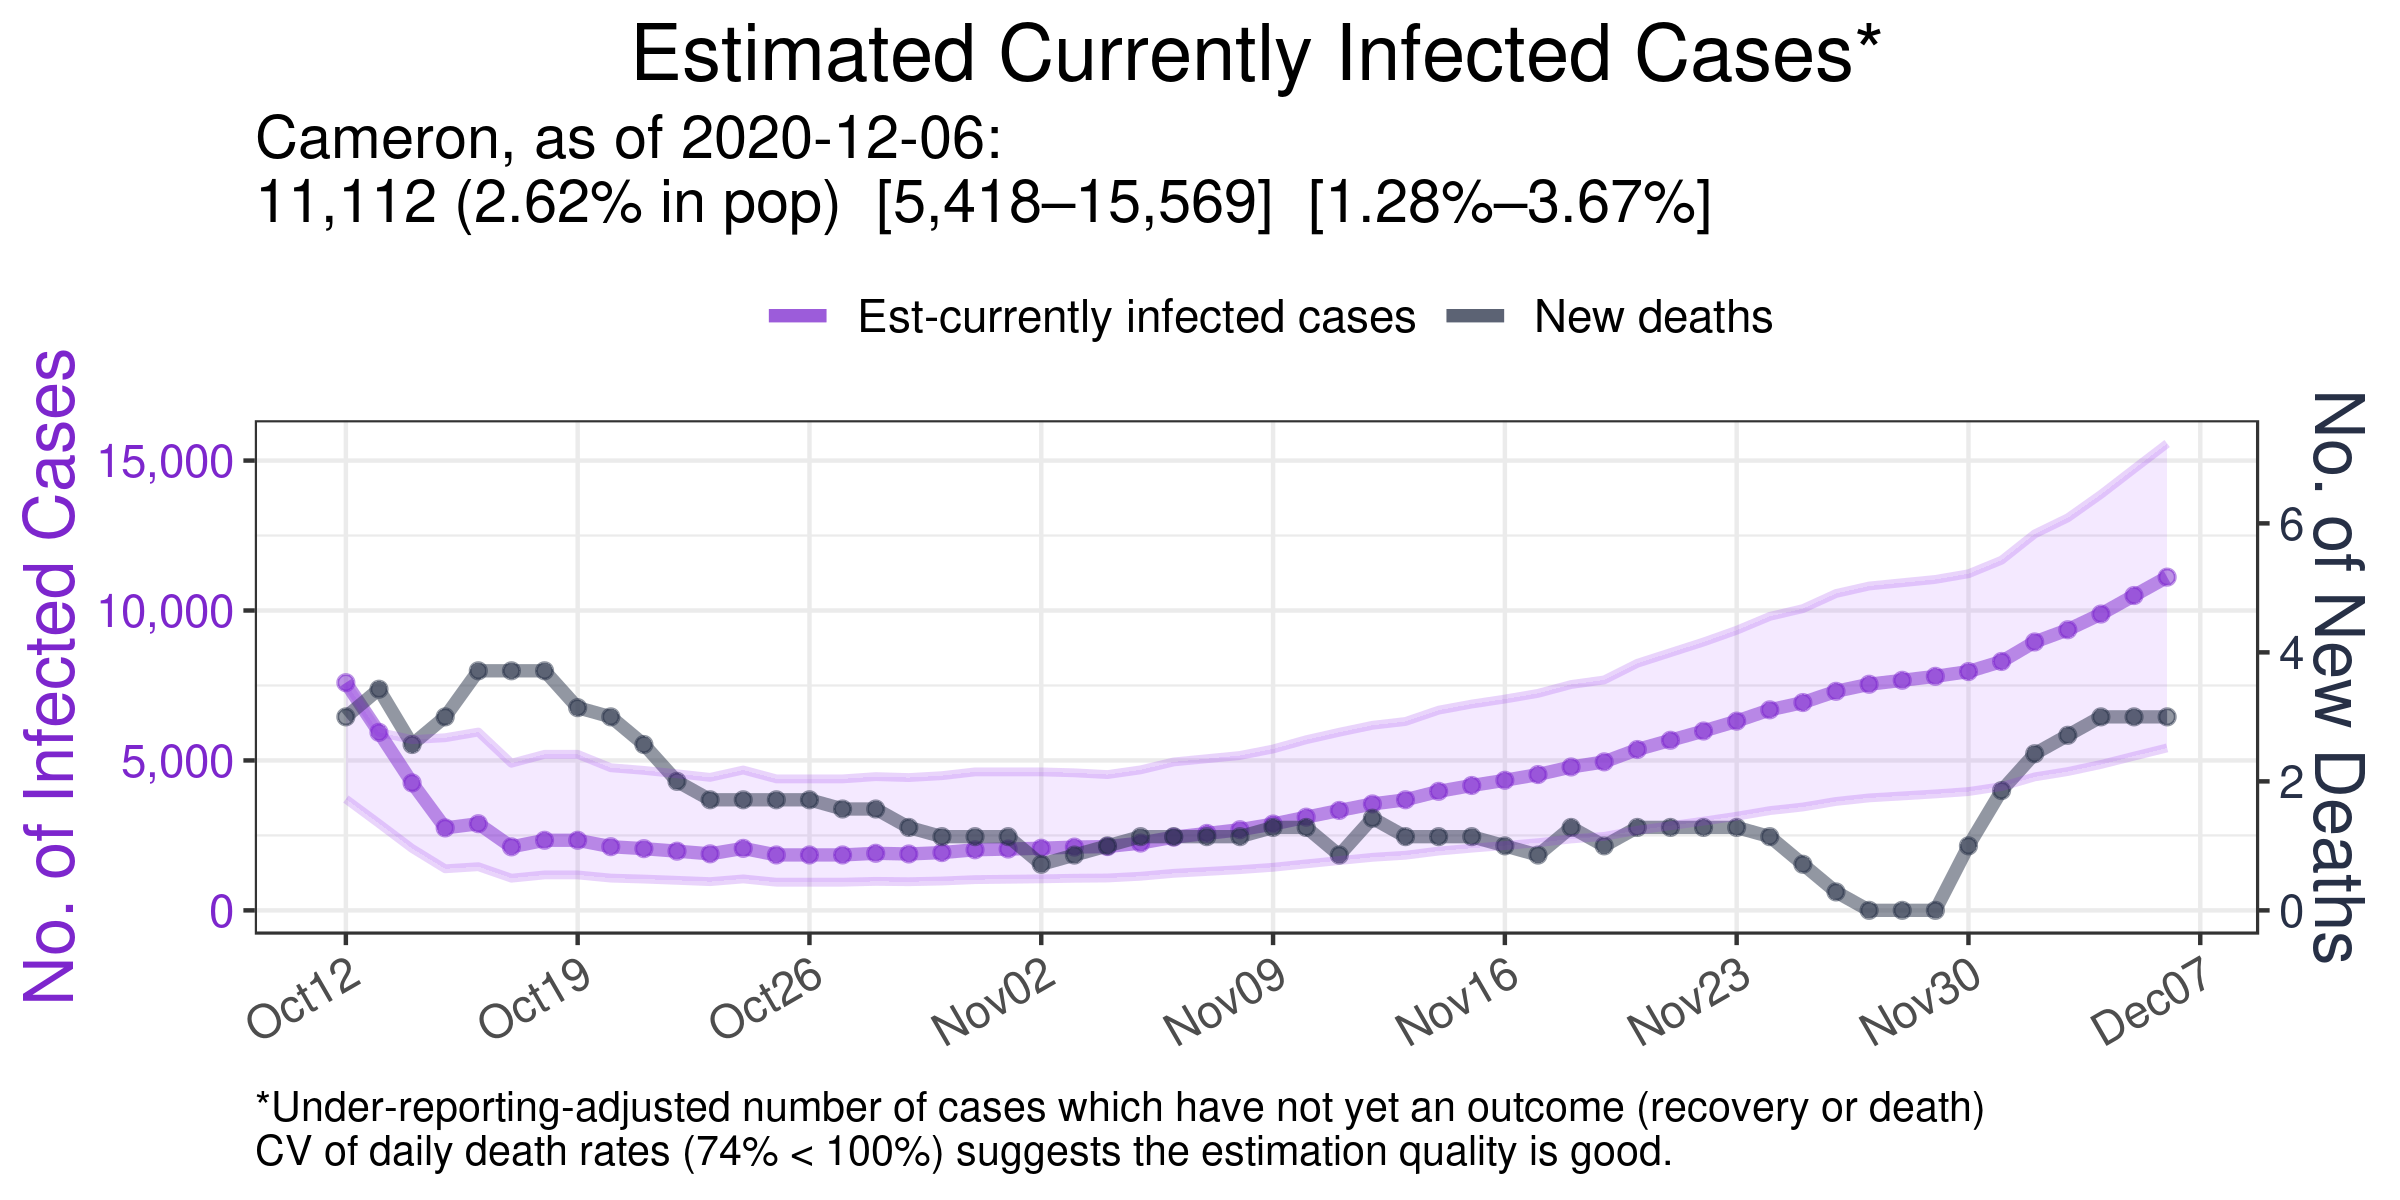 Estimated Currently Infected Cases*
Cameron, as of 2020-12-06:
11,112 (2.62% in pop)  [5,418–15,569]  [1.28%–3.67%]
Est-currently infected cases
New deaths
No. of Infected Cases
15,000
10,000
5,000
0
No. of New Deaths
6
4
2
0
Oct12
Oct19
Oct26
Nov02
Nov09
Nov16
Nov23
Nov30
Dec07
*Under-reporting-adjusted number of cases which have not yet an outcome (recovery or death)
CV of daily death rates (74% < 100%) suggests the estimation quality is good.